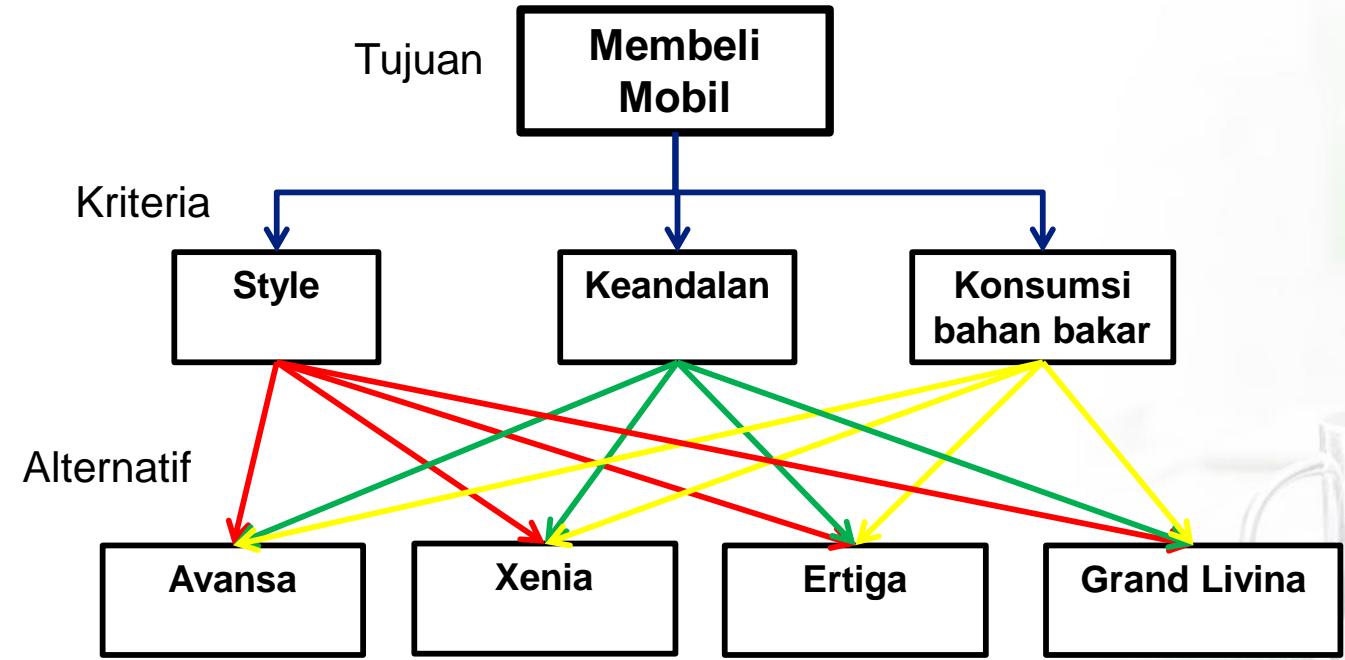 Tujuan
Membeli
Mobil
Kriteria
Style
Keandalan
Konsumsi
bahan bakar
Alternatif
Avansa
Xenia
Ertiga
Grand Livina